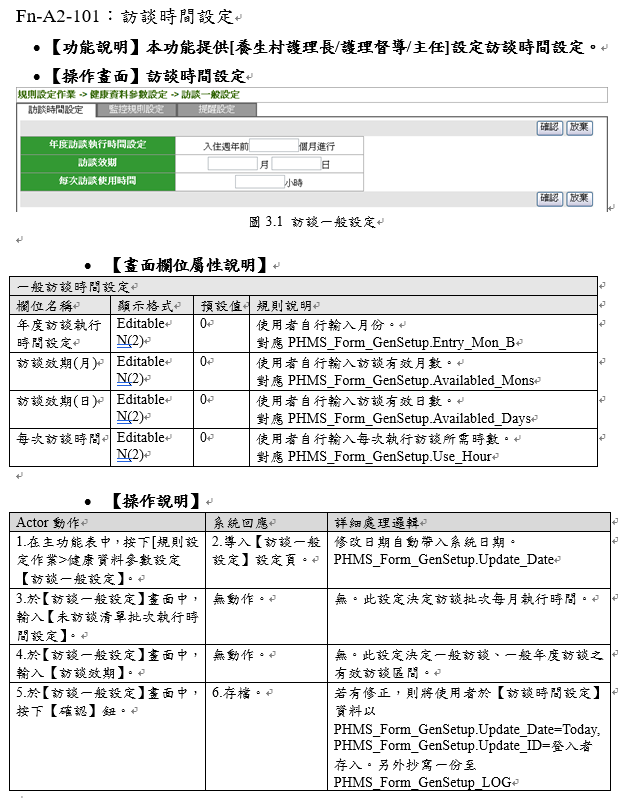 Fn-A2-101：訪談時間設定
【功能說明】本功能提供[養生村護理長/護理督導/主任]設定訪談時間設定。
【操作畫面】訪談時間設定
規則設定作業 -> 健康資料參數設定 -> 訪談一般設定
訪談時間設定 監控規則設定 提醒設定
確認 放棄
年度訪談執行時間設定 入住週年前 個月進行
訪談效期 月 日
每次訪談使用時間 小時
確認 放棄
圖 3.1 訪談一般設定
【畫面欄位屬性說明】
一般訪談時間設定
欄位名稱 顯示格式 預設值 規則說明
年度訪談執行時間設定 Editable N(2) 0 使用者自行輸入月份。
對應 PHMS_Form_GenSetup.Entry_Mon_B
訪談效期(月) Editable N(2) 0 使用者自行輸入訪談有效月數。
對應 PHMS_Form_GenSetup.Availabled_Mons
訪談效期(日) Editable N(2) 0 使用者自行輸入訪談有效日數。
對應 PHMS_Form_GenSetup.Availabled_Days
每次訪談時間 Editable N(2) 0 使用者自行輸入每次執行訪談所需時數。
對應 PHMS_Form_GenSetup.Use_Hour
【操作說明】
Actor 動作 系統回應 詳細處理邏輯
1.在主功能表中，按下[規則設定作業>健康資料參數設定【訪談一般設定】。
2.導入【訪談一般設定】設定頁。
修改日期自動帶入系統日期。
PHMS_Form_GenSetup.Update_Date
3.於【訪談一般設定】畫面中，輸入【未訪談清單批次執行時間設定】。
無動作。
無。此設定決定訪談批次每月執行時間。
4.於【訪談一般設定】畫面中，輸入【訪談效期】。
無動作。
無。此設定決定一般訪談、一般年度訪談之有效訪談區間。
5.於【訪談一般設定】畫面中，按下【確認】鈕。
6.存檔。
若有修正，則將使用者於【訪談時間設定】資料以
PHMS_Form_GenSetup.Update_Date=Today,
PHMS_Form_GenSetup.Update_ID=登入者存入。另外抄寫一份至
PHMS_Form_GenSetup_LOG